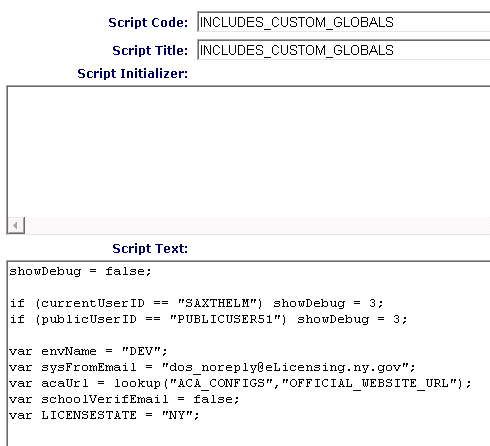 Script Code: INCLUDES_CUSTOM_GLOBALS
Script Title: INCLUDES_CUSTOM_GLOBALS
Script Initializer:
Script Text:
showDebug = false;
if (currentUserID == "SAXTHELM") showDebug = 3;
if (publicUserID == "PUBLICUSER51") showDebug = 3;
var envName = "DEV";
var sysFromEmail = "dos_noreply@eLicensing.ny.gov";
var acaUrl = lookup("ACA_CONFIGS","OFFICIAL_WEBSITE_URL");
var schoolVerifEmail = false;
var LICENSESTATE = "NY";